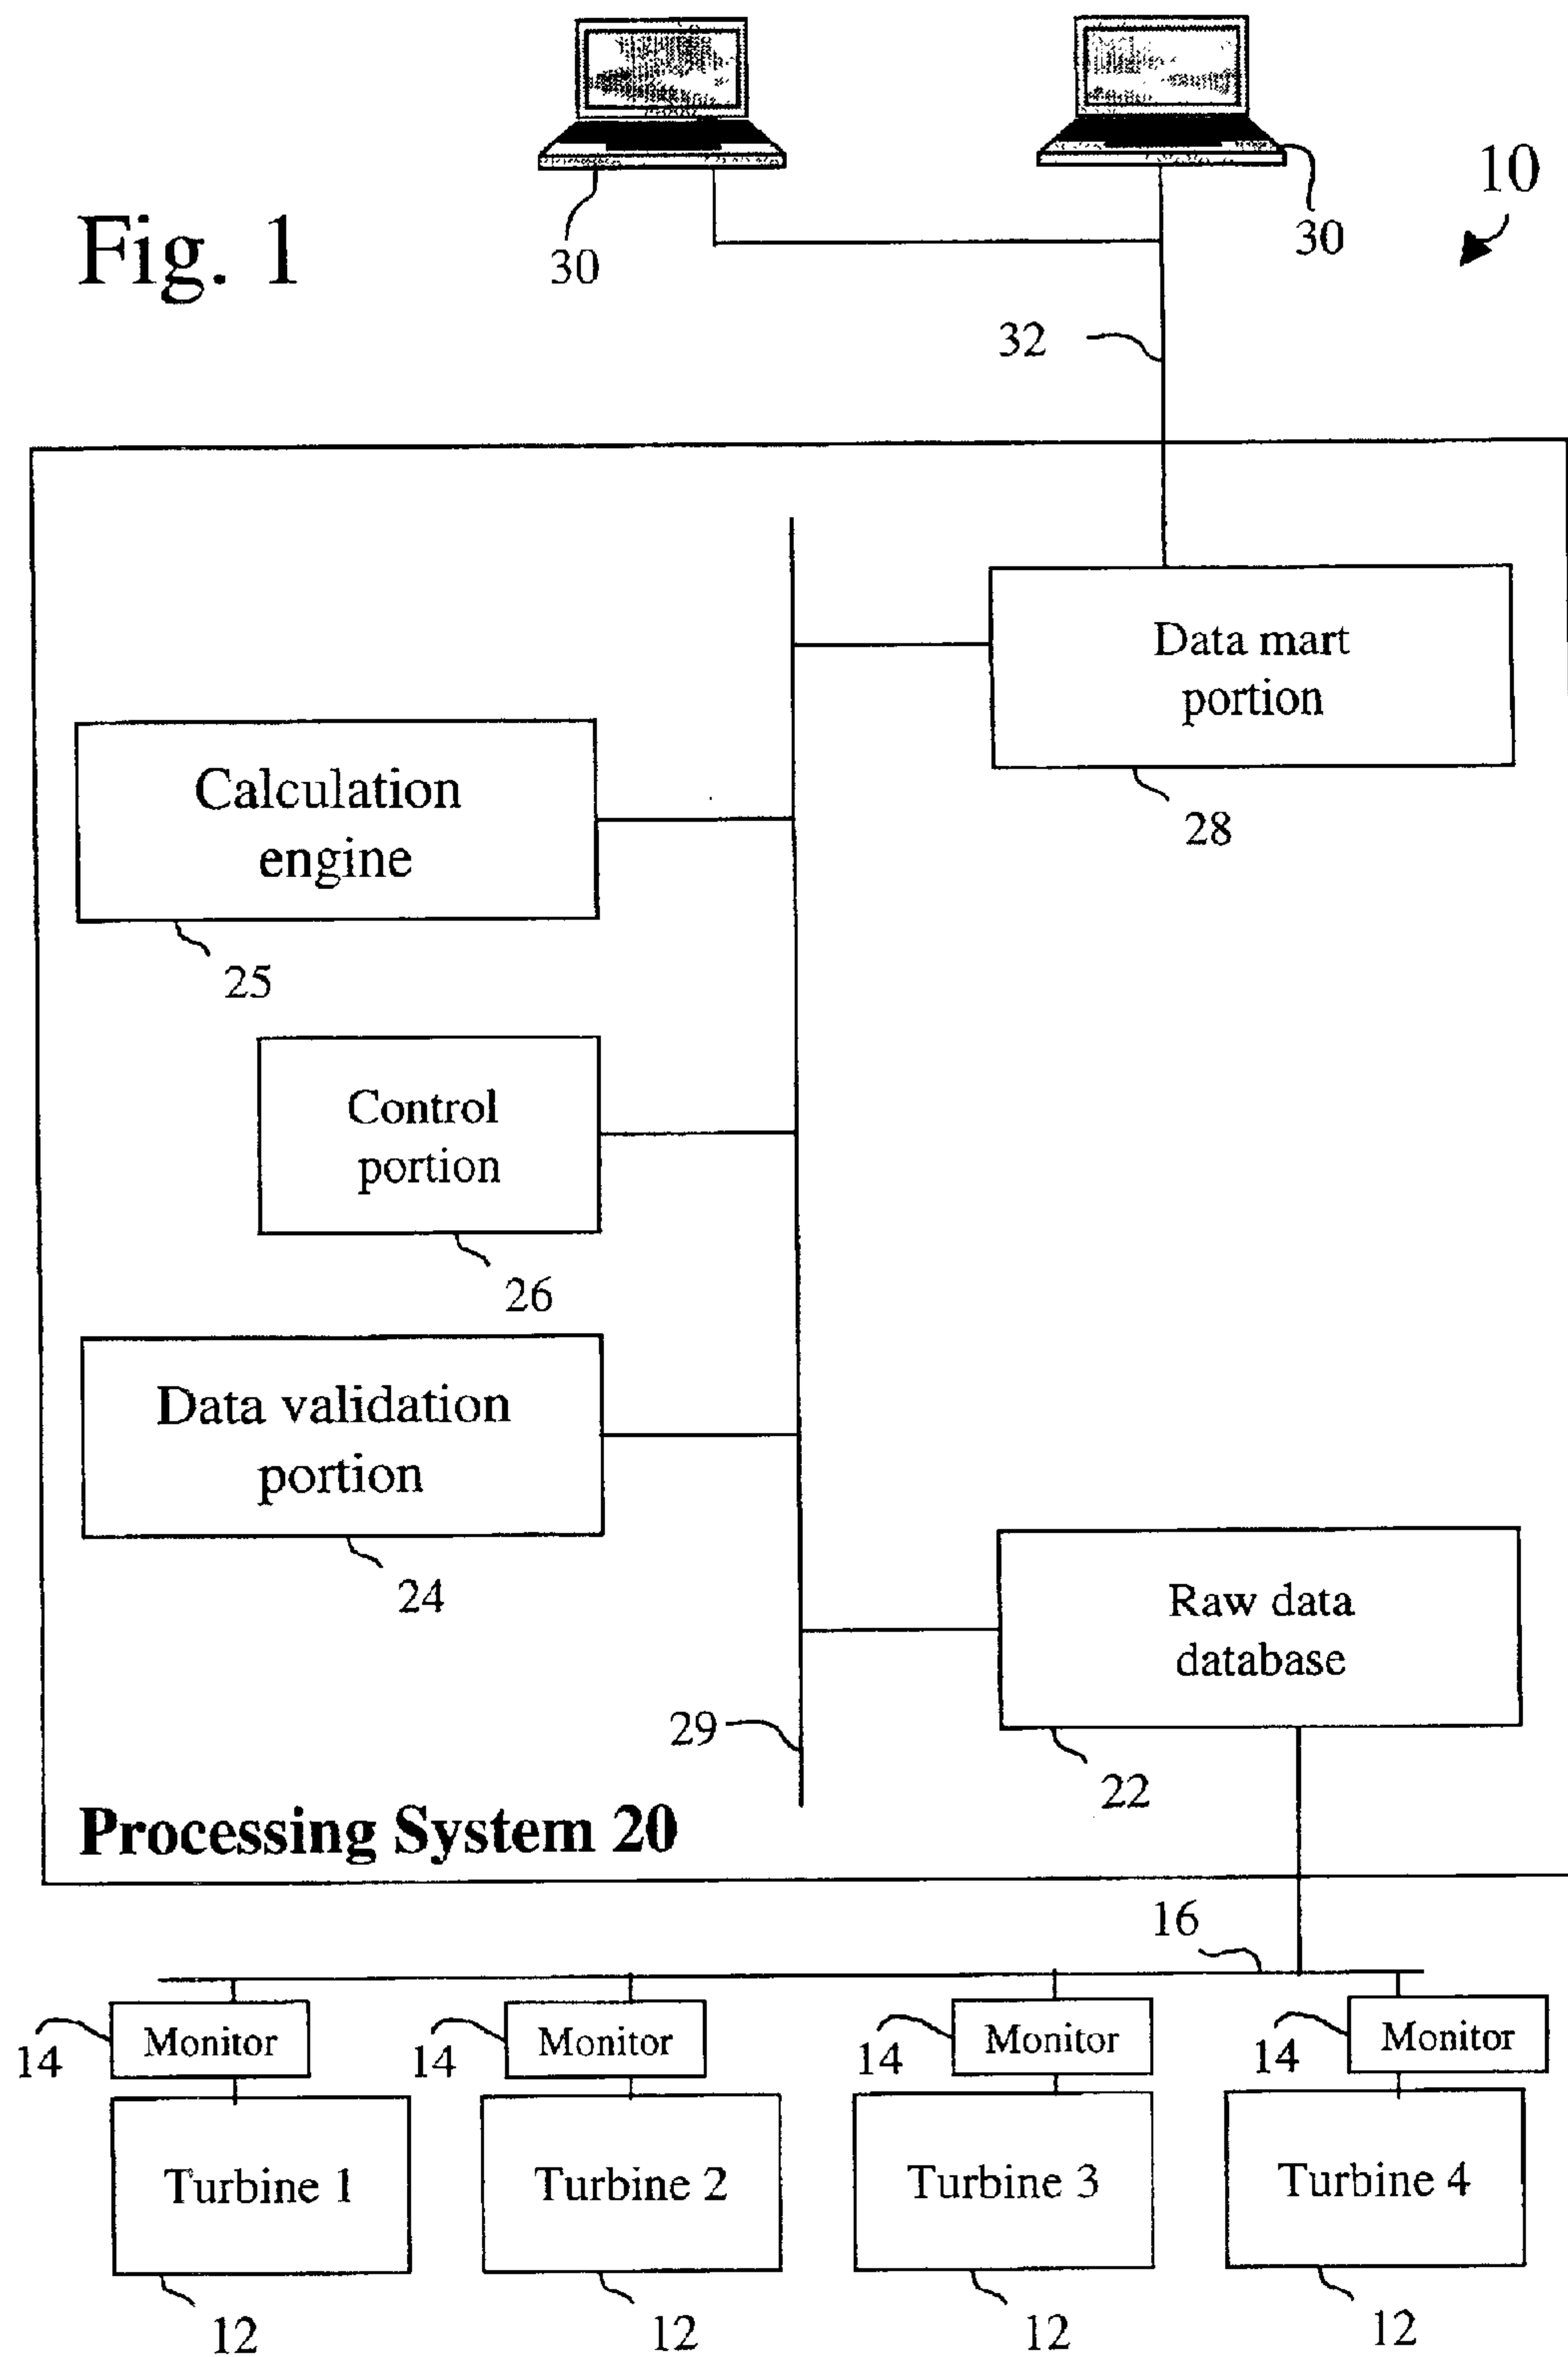 10
30
30
Fig. 1
32
Data mart
portion
28
Calculation
engine
25
Control
portion
26
Data validation
portion
24
Raw data
database
22
29
Processing System 20
16
Monitor
Monitor
Monitor
Monitor
14
14
14
14
Turbine 1
Turbine 2
Turbine 3
Turbine 4
12
12
12
12